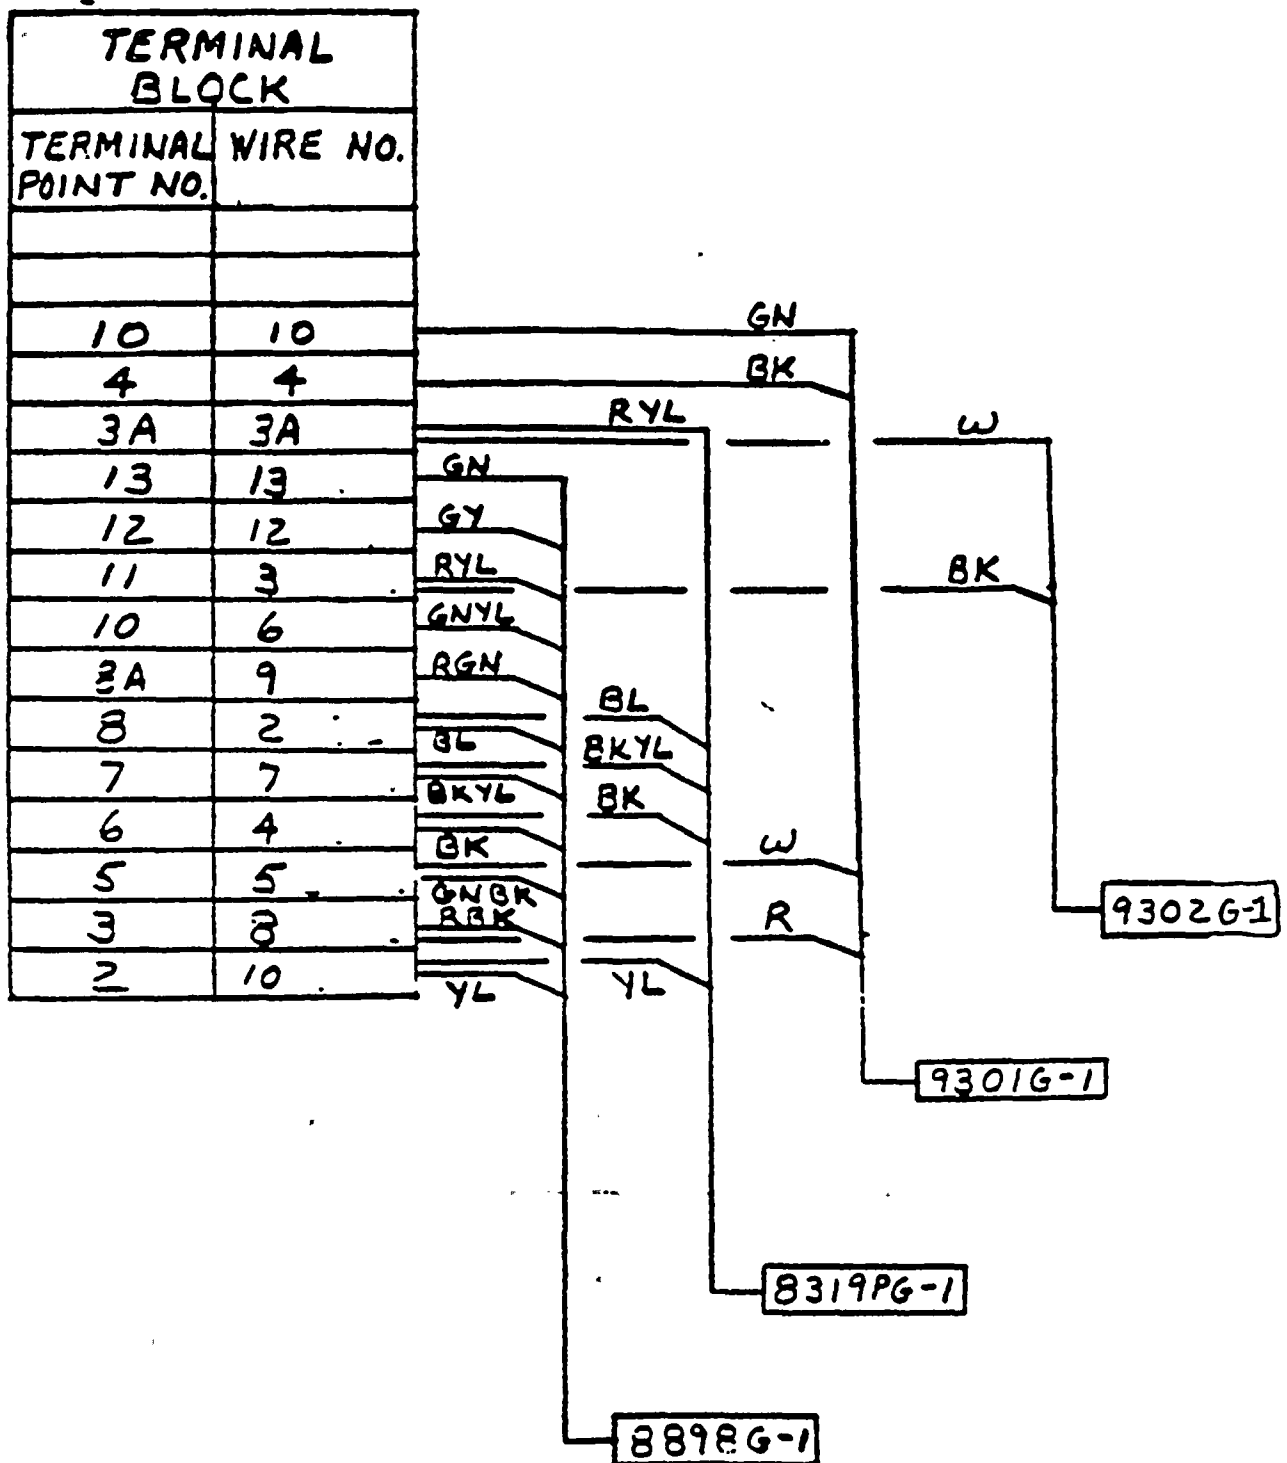 TERMINAL
BLOCK
TERMINAL WIRE NO.
POINT NO.
10 10 GN
4 4 BK
3A 3A RYL W
13 13 GN
12 12 GY
11 3 RYL BK
10 6 GNYL
9 RGN
8 2 BL BL
7 7 BKYL BKYL
6 4 BK BK
5 5 GNBK W
3 RBK R
2 10 YL YL
9302G-1
9301G-1
8319PG-1
8898G-1